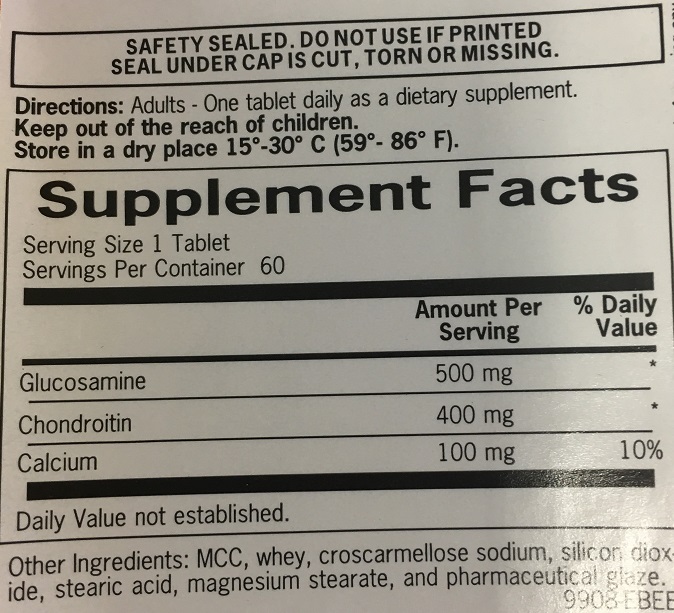 SAFETY SEALED. DO NOT USE IF PRINTED
SEAL UNDER CAP IS CUT, TORN OR MISSING.
Directions: Adults - One tablet daily as a dietary supplement.
Keep out of the reach of children.
Store in a dry place 15°-30° C (59°- 86° F).
Supplement Facts
Serving Size 1 Tablet
Servings Per Container 60
Amount Per Serving % Daily Value
Glucosamine 500 mg *
Chondroitin 400 mg *
Calcium 100 mg 10%
Daily Value not established.
Other Ingredients: MCC, whey, croscarmellose sodium, silicon diox-
ide, stearic acid, magnesium stearate, and pharmaceutical glaze.
9908 EBEE